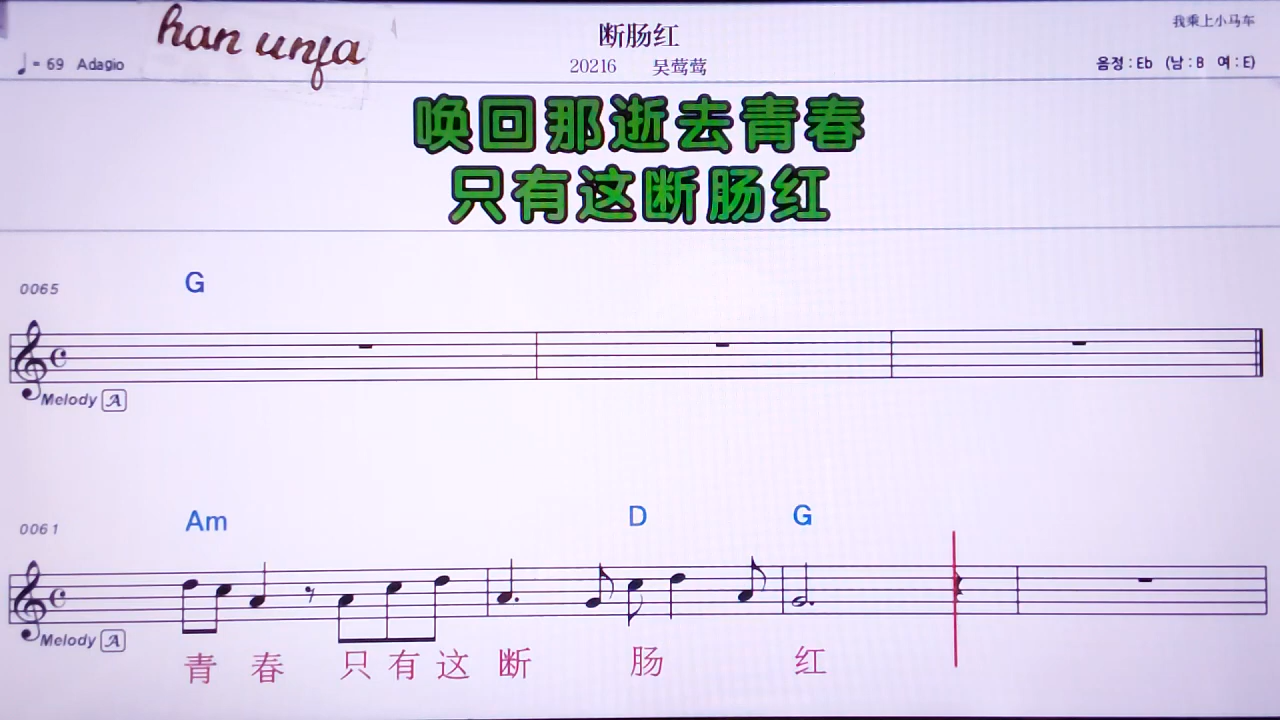 han unfa
断肠红
我乘上小马车
♩= 69 Adagio
20216 吴莺莺
음정 : Eb (남 : B 여 : E)
唤回那逝去青春
只有这断肠红
0065
G
Melody A
0061
Am D G
Melody A
青 春 只 有 这 断 肠 红